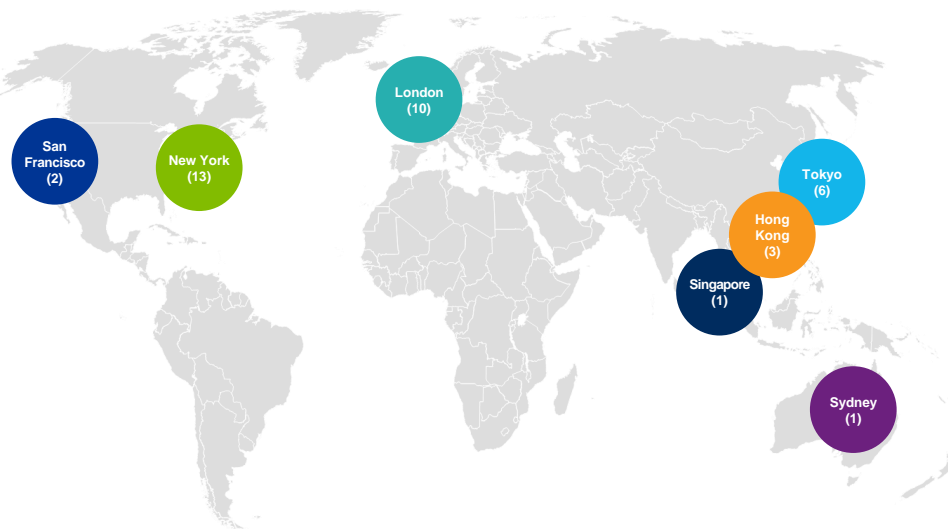 San
Francisco
(2)
New York
(13)
London
(10)
Tokyo
(6)
Hong
Kong
(3)
Singapore
(1)
Sydney
(1)